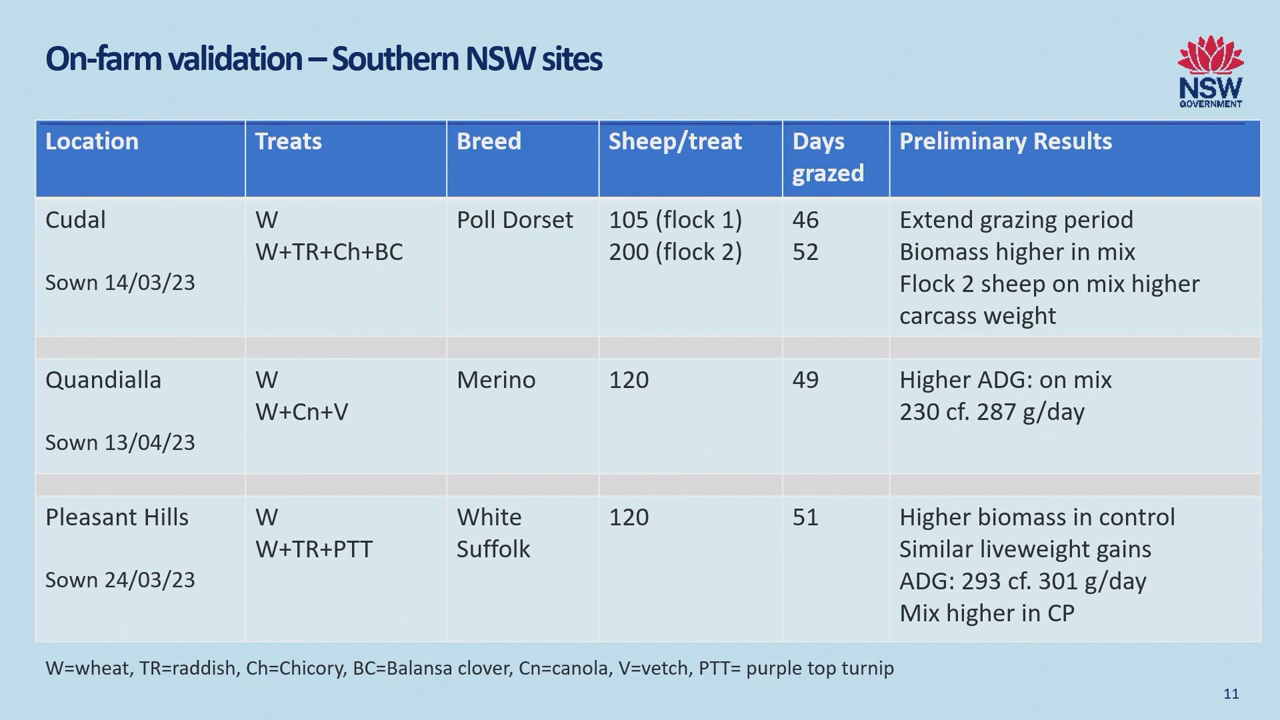 On-farm validation – Southern NSW sites
NSW
GOVERNMENT
Location
Treats
Breed
Sheep/treat
Days
grazed
Preliminary Results
Cudal
Sown 14/03/23
W
W+TR+Ch+BC
Poll Dorset
105 (flock 1)
200 (flock 2)
46
52
Extend grazing period
Biomass higher in mix
Flock 2 sheep on mix higher
carcass weight
Quandialla
Sown 13/04/23
W
W+Cn+V
Merino
120
49
Higher ADG: on mix
230 cf. 287 g/day
Pleasant Hills
Sown 24/03/23
W
W+TR+PTT
White
Suffolk
120
51
Higher biomass in control
Similar liveweight gains
ADG: 293 cf. 301 g/day
Mix higher in CP
W=wheat, TR=raddish, Ch=Chicory, BC=Balansa clover, Cn=canola, V=vetch, PTT= purple top turnip
11